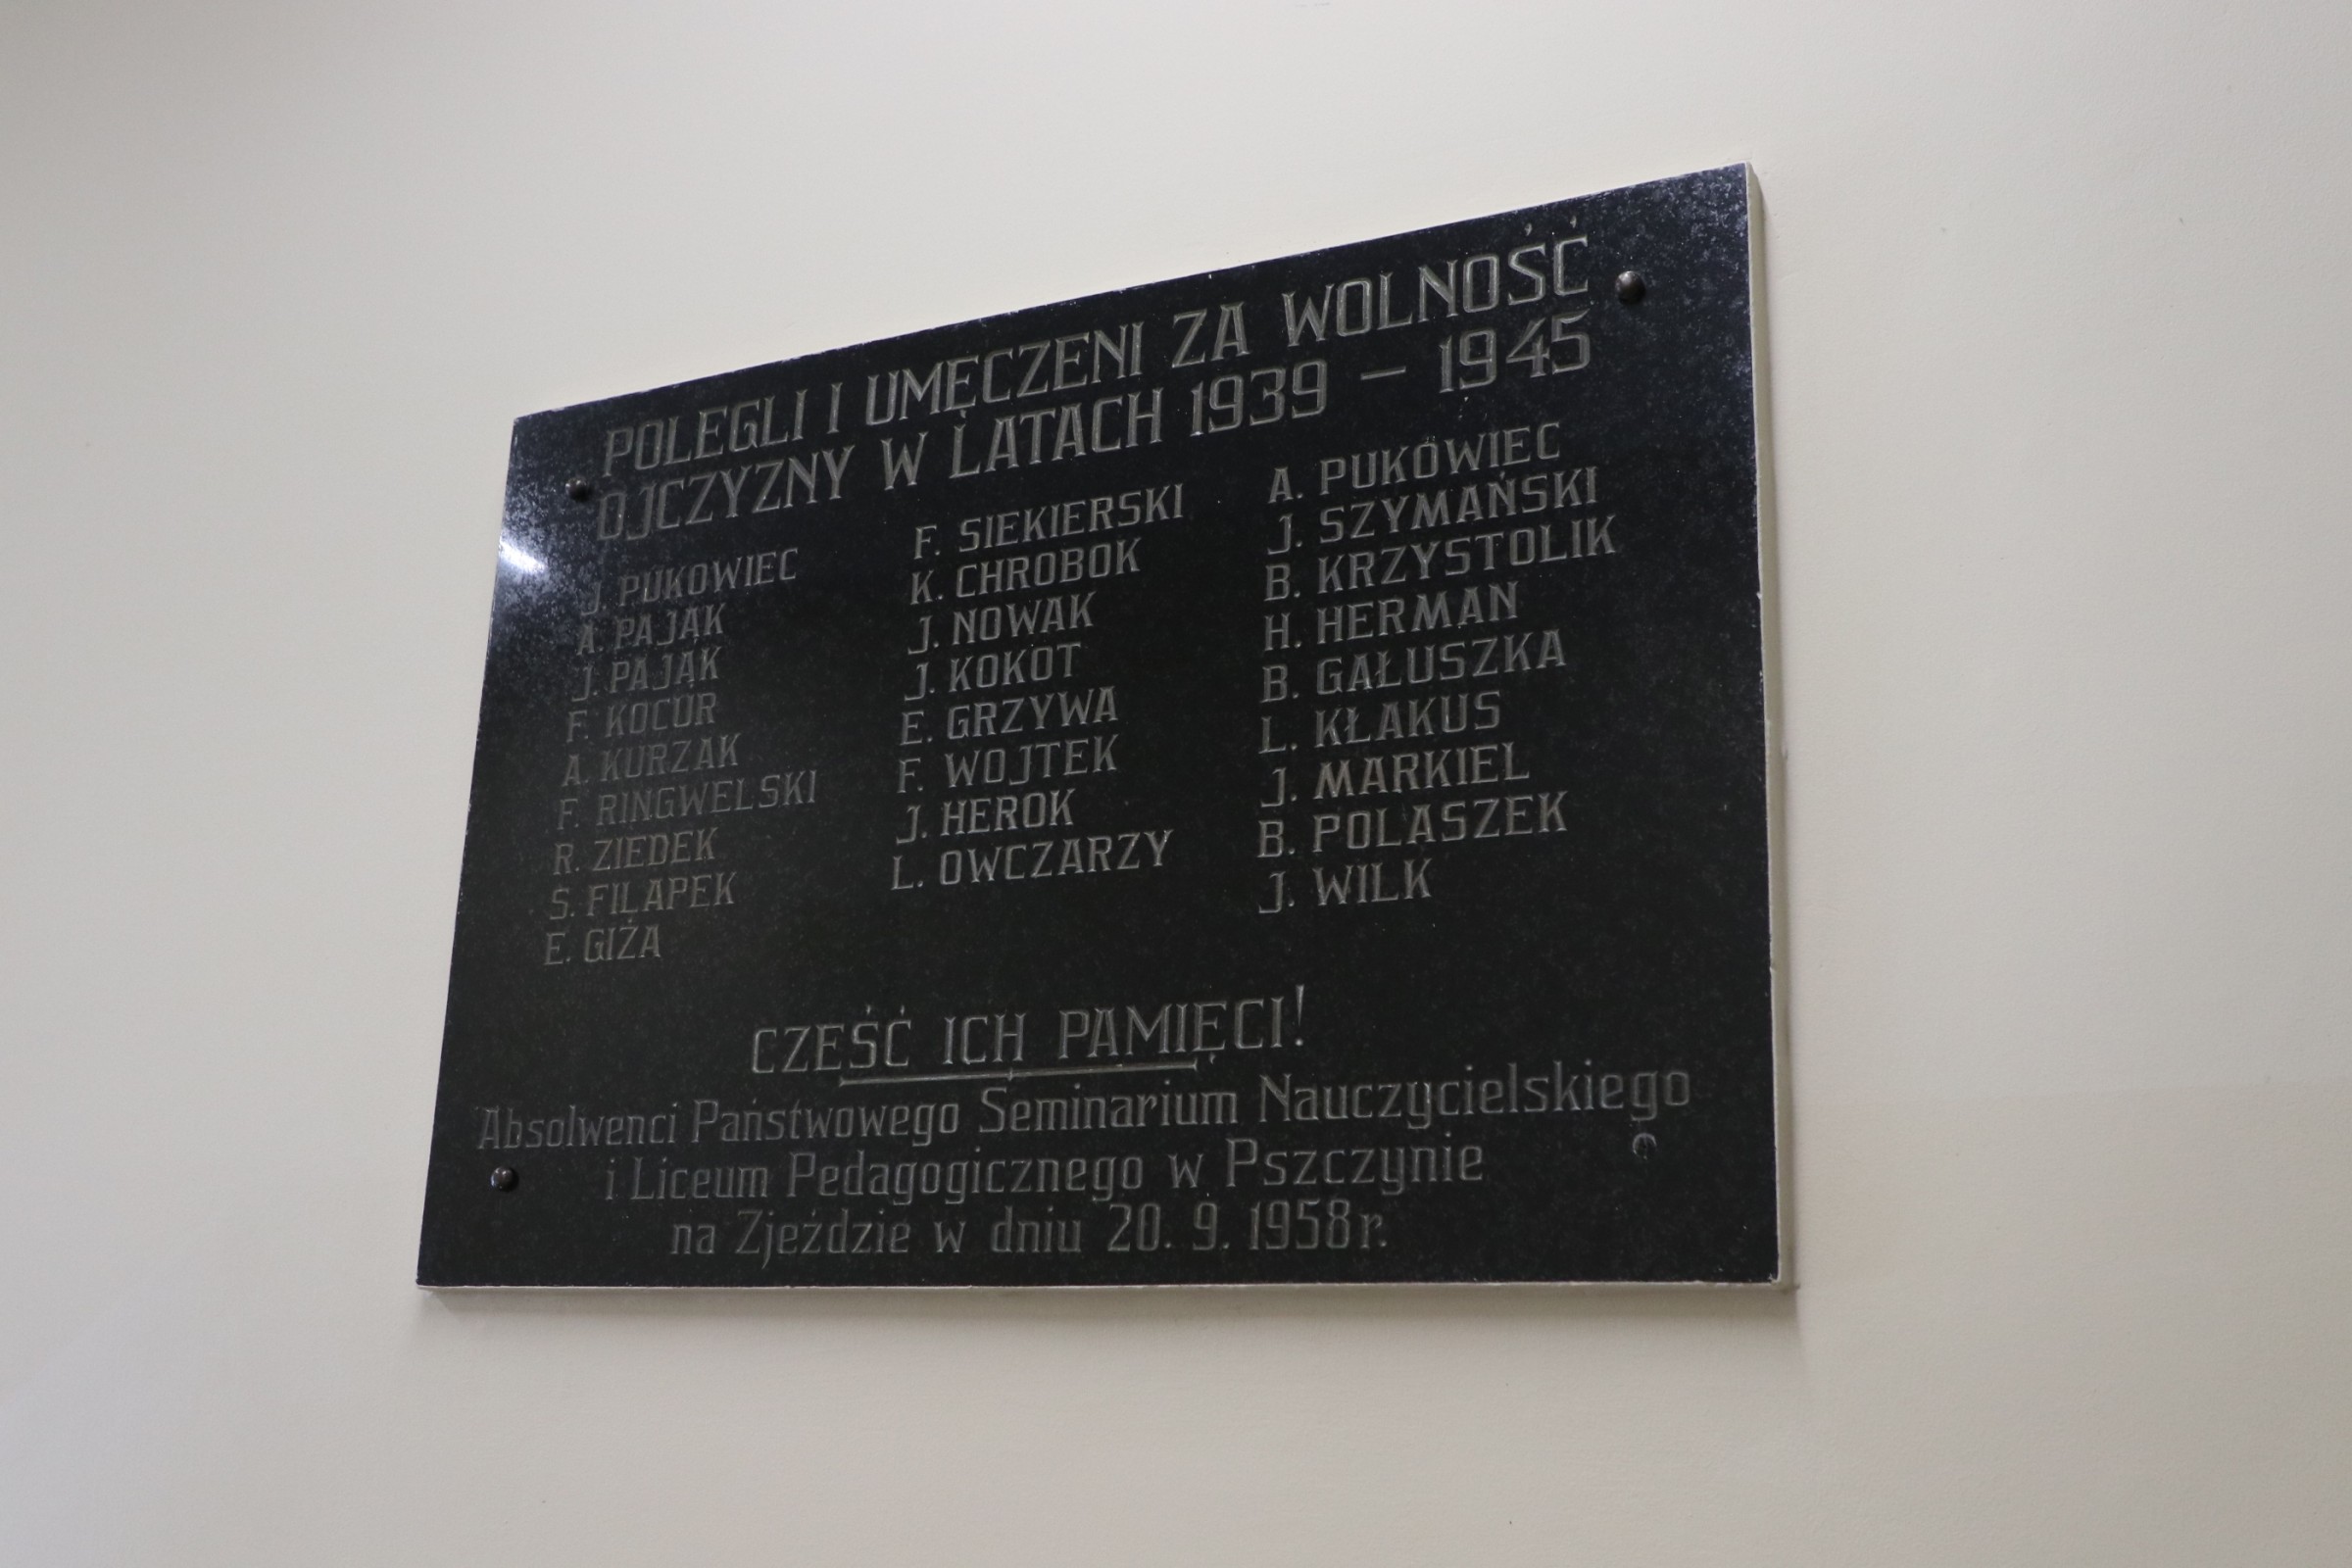 POLEGLI I UMĘCZENI ZA WOLNOŚĆ
OJCZYZNY W LATACH 1939 – 1945
J. PUKOWIEC
A. PAJĄK
J. PAJĄK
F. KOCUR
A. KURZAK
F. RINGWELSKI
R. ZIEDEK
S. FILAPEK
E. GIŻA
F. SIEKIERSKI
K. CHROBOK
J. NOWAK
J. KOKOT
E. GRZYWA
F. WOJTEK
J. HEROK
L. OWCZARZY
A. PUKOWIEC
J. SZYMAŃSKI
B. KRZYSTOLIK
H. HERMAN
B. GAŁUSZKA
L. KŁAKUS
J. MARKIEL
B. POLASZEK
J. WILK
CZEŚĆ ICH PAMIĘCI!
Absolwenci Państwowego Seminarium Nauczycielskiego
i Liceum Pedagogicznego w Pszczynie
na Zjeździe w dniu 20. 9. 1958 r.